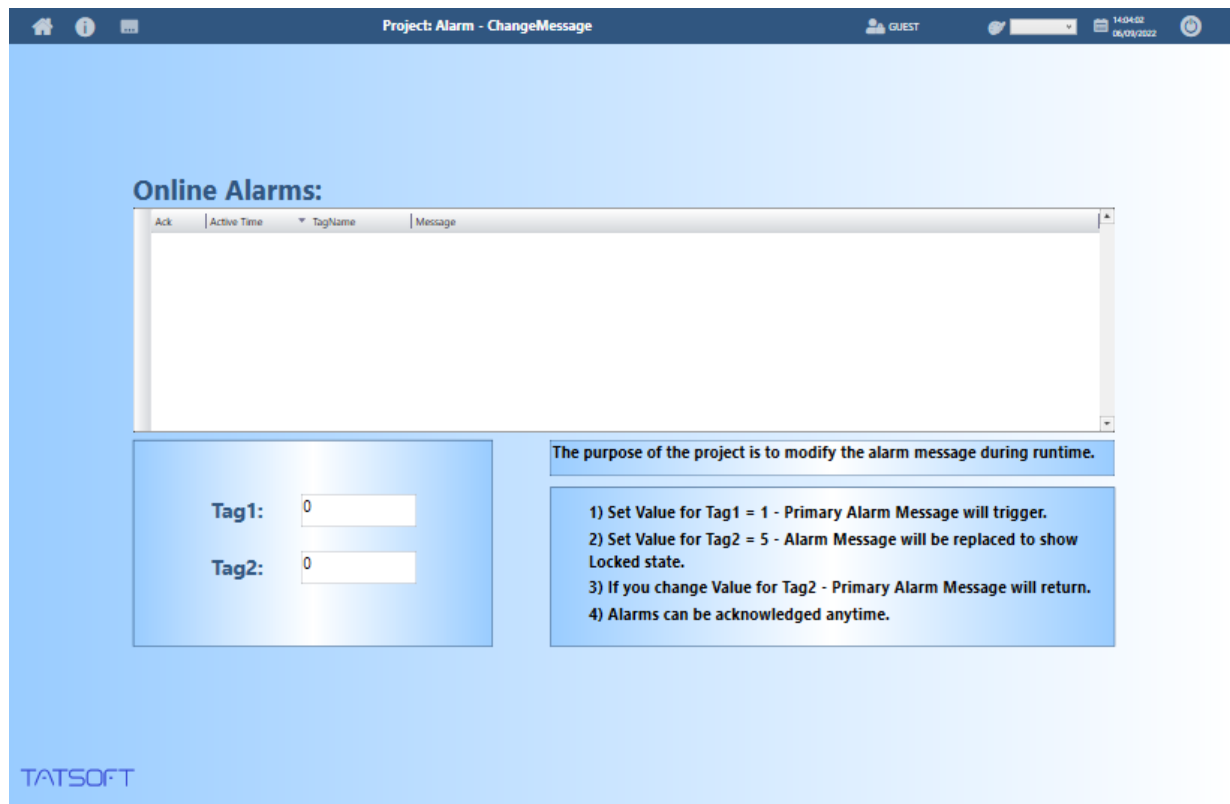 Project: Alarm - ChangeMessage
GUEST
14:04:02
06/09/2022
Online Alarms:
Ack Active Time TagName Message
The purpose of the project is to modify the alarm message during runtime.
Tag1: 0
Tag2: 0
1) Set Value for Tag1 = 1 - Primary Alarm Message will trigger.
2) Set Value for Tag2 = 5 - Alarm Message will be replaced to show
Locked state.
3) If you change Value for Tag2 - Primary Alarm Message will return.
4) Alarms can be acknowledged anytime.
TATSOFT